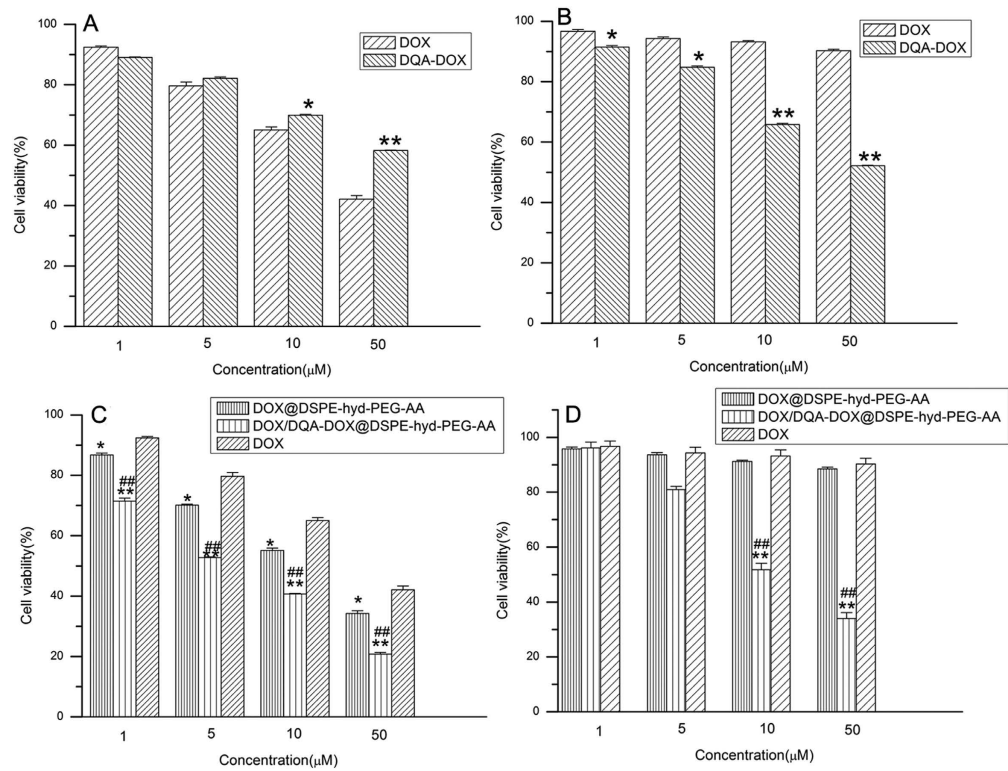 A
DOX
DQA-DOX
Cell viability(%)
100
80
60
40
20
0
*
**
1 5 10 50
Concentration(μM)
B
DOX
DQA-DOX
Cell viability(%)
100
80
60
40
20
0
*
*
**
**
1 5 10 50
Concentration(μM)
C
DOX@DSPE-hyd-PEG-AA
DOX/DQA-DOX@DSPE-hyd-PEG-AA
DOX
Cell viability(%)
100
80
60
40
20
0
*
##
**
*
##
**
*
##
**
*
##
**
1 5 10 50
Concentration(μM)
D
DOX@DSPE-hyd-PEG-AA
DOX/DQA-DOX@DSPE-hyd-PEG-AA
DOX
Cell viability(%)
100
80
60
40
20
0
##
**
##
**
1 5 10 50
Concentration(μM)